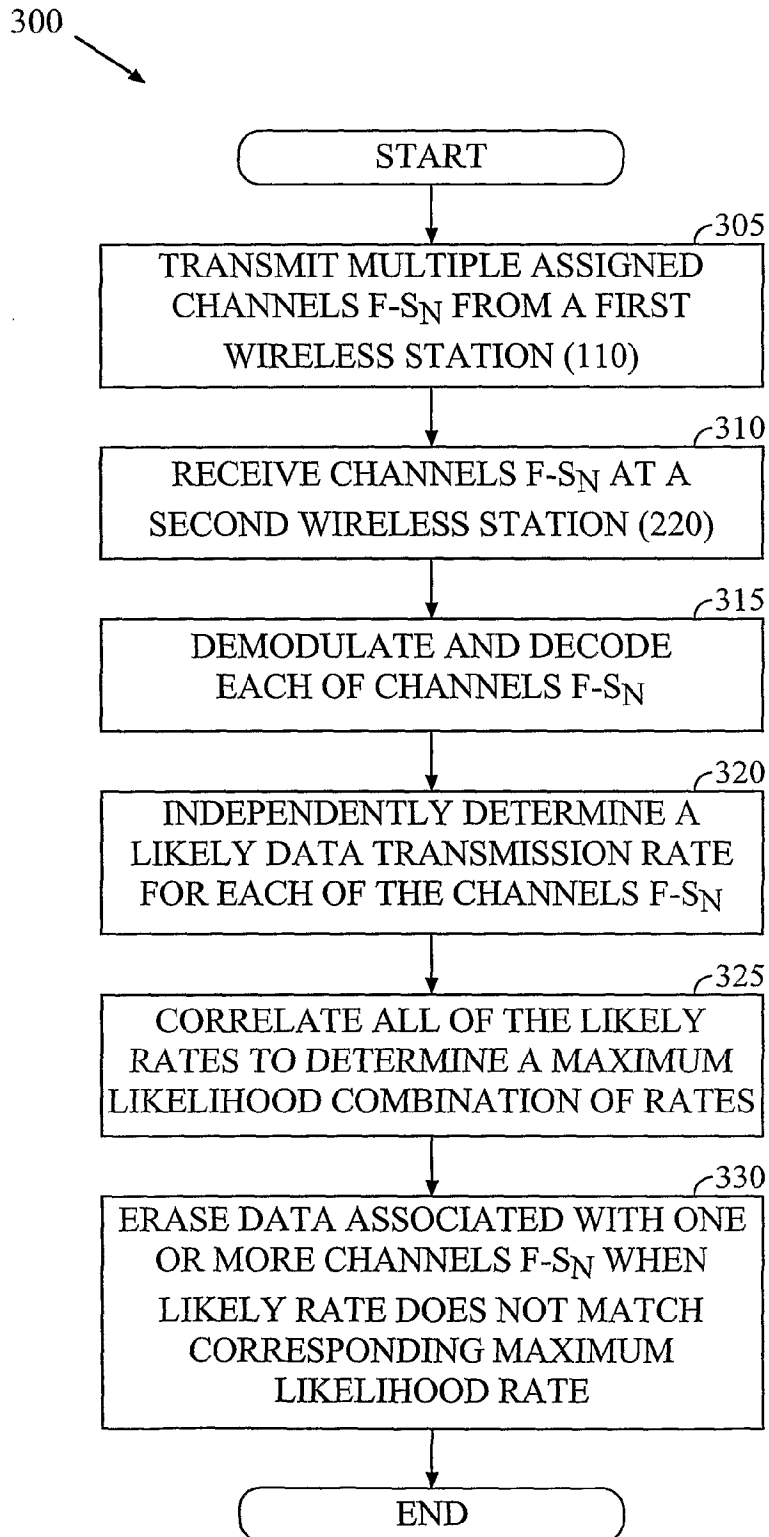 300
START
305
TRANSMIT MULTIPLE ASSIGNED
CHANNELS F-SN FROM A FIRST
WIRELESS STATION (110)
310
RECEIVE CHANNELS F-SN AT A
SECOND WIRELESS STATION (220)
315
DEMODULATE AND DECODE
EACH OF CHANNELS F-SN
320
INDEPENDENTLY DETERMINE A
LIKELY DATA TRANSMISSION RATE
FOR EACH OF THE CHANNELS F-SN
325
CORRELATE ALL OF THE LIKELY
RATES TO DETERMINE A MAXIMUM
LIKELIHOOD COMBINATION OF RATES
330
ERASE DATA ASSOCIATED WITH ONE
OR MORE CHANNELS F-SN WHEN
LIKELY RATE DOES NOT MATCH
CORRESPONDING MAXIMUM
LIKELIHOOD RATE
END